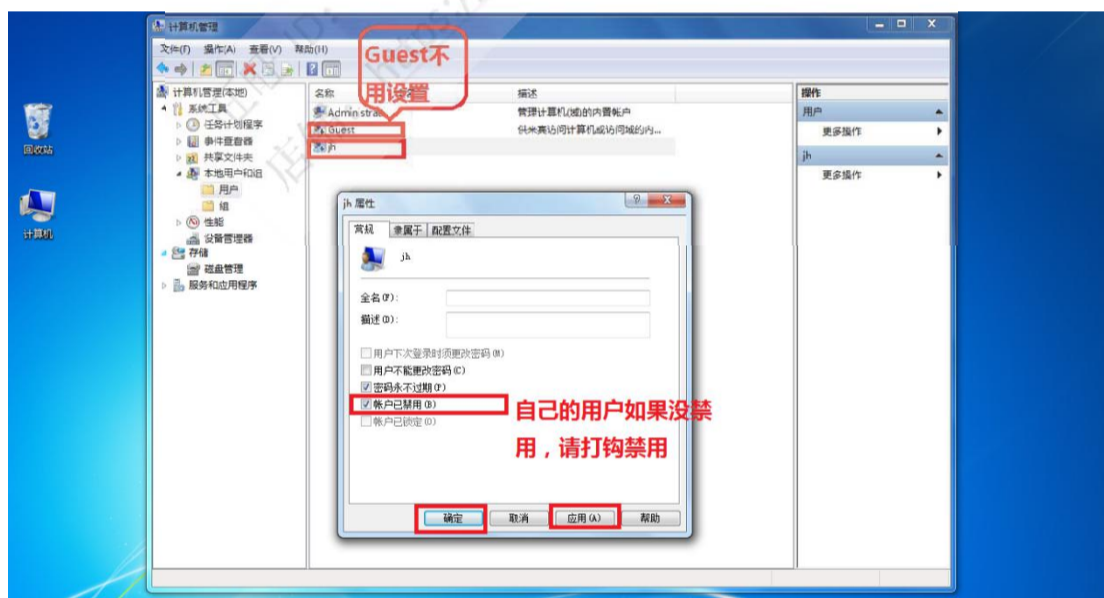 计算机管理
文件(F) 操作(A) 查看(V) 帮助(H)
Guest不
用设置
计算机管理(本地)
系统工具
任务计划程序
事件查看器
共享文件夹
本地用户和组
用户
组
性能
设备管理器
存储
磁盘管理
服务和应用程序
名称
描述
管理计算机(域)的内置帐户
Guest
供来宾访问计算机或访问域的内...
jh
操作
用户
更多操作
jh
更多操作
回收站
计算机
jh 属性
常规 隶属于 配置文件
jh
全名(F):
描述(D):
用户下次登录时须更改密码(M)
用户不能更改密码(C)
密码永不过期(P)
帐户已禁用(B)
帐户已锁定(O)
自己的用户如果没禁
用，请打钩禁用
确定 取消 应用(A) 帮助